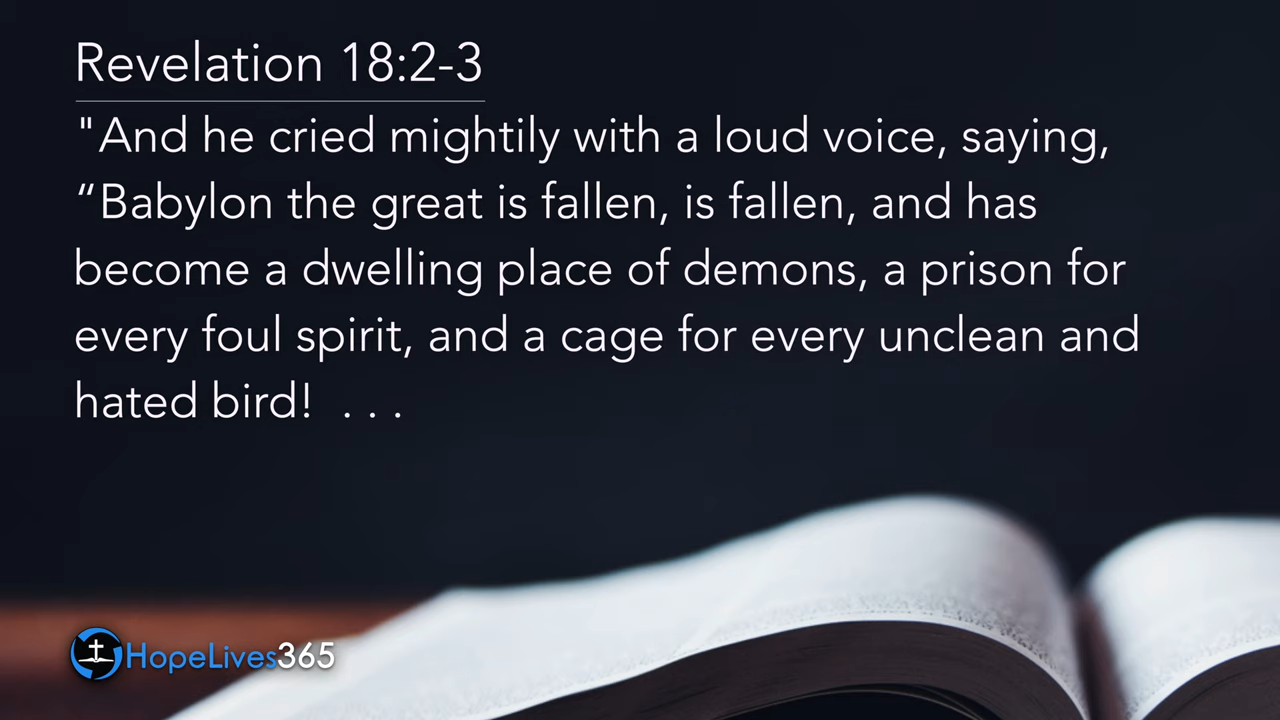 Revelation 18:2-3
"And he cried mightily with a loud voice, saying,
“Babylon the great is fallen, is fallen, and has
become a dwelling place of demons, a prison for
every foul spirit, and a cage for every unclean and
hated bird!  . . .
HopeLives365